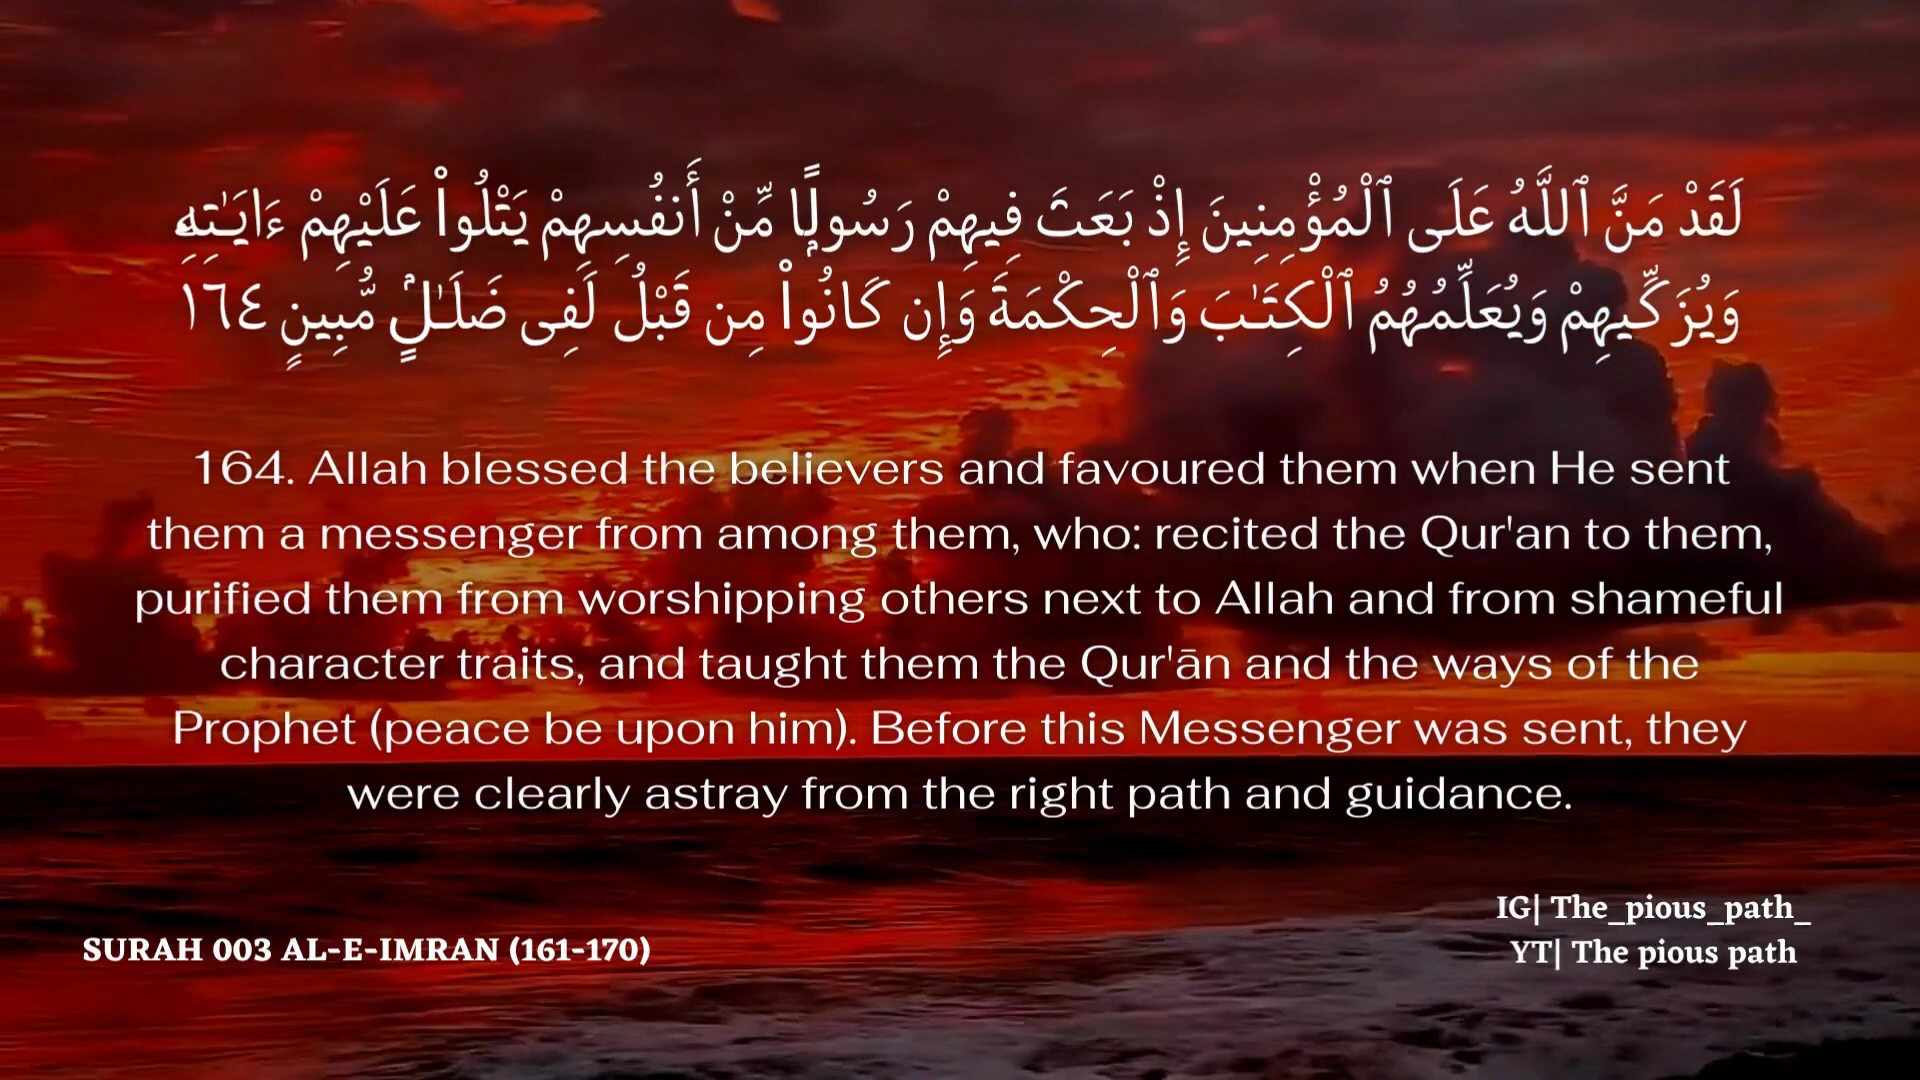 لَقَدْ مَنَّ ٱللَّهُ عَلَى ٱلْمُؤْمِنِينَ إِذْ بَعَثَ فِيهِمْ رَسُولًۭا مِّنْ أَنفُسِهِمْ يَتْلُوا۟ عَلَيْهِمْ ءَايَـٰتِهِۦ
وَيُزَكِّيهِمْ وَيُعَلِّمُهُمُ ٱلْكِتَـٰبَ وَٱلْحِكْمَةَ وَإِن كَانُوا۟ مِن قَبْلُ لَفِى ضَلَـٰلٍۢ مُّبِينٍ ١٦٤
164. Allah blessed the believers and favoured them when He sent
them a messenger from among them, who: recited the Qur'an to them,
purified them from worshipping others next to Allah and from shameful
character traits, and taught them the Qur'ān and the ways of the
Prophet (peace be upon him). Before this Messenger was sent, they
were clearly astray from the right path and guidance.
SURAH 003 AL-E-IMRAN (161-170)
IG| The_pious_path_
YT| The pious path